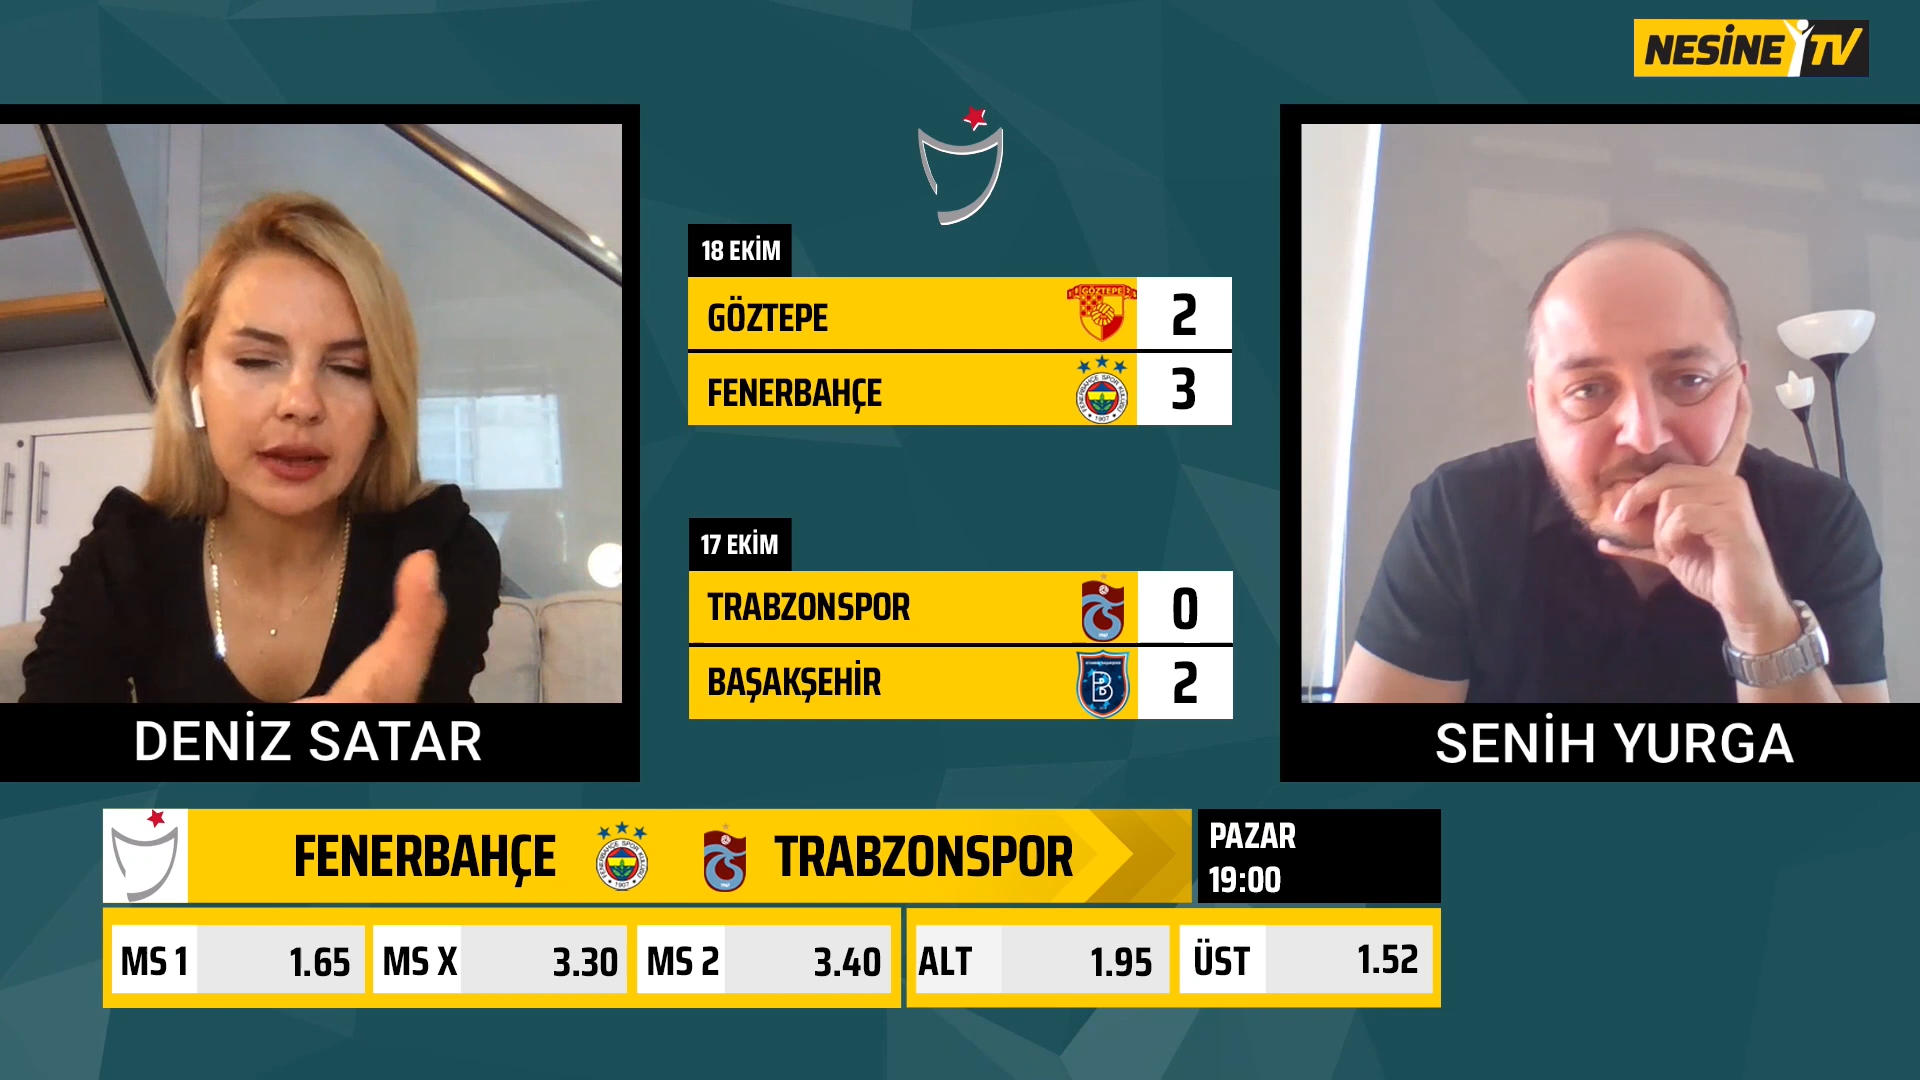 NESİNE TV
18 EKİM
GÖZTEPE 2
FENERBAHÇE 3
17 EKİM
TRABZONSPOR 0
BAŞAKŞEHİR 2
DENİZ SATAR
SENİH YURGA
FENERBAHÇE TRABZONSPOR
PAZAR
19:00
MS 1 1.65 MS X 3.30 MS 2 3.40 ALT 1.95 ÜST 1.52